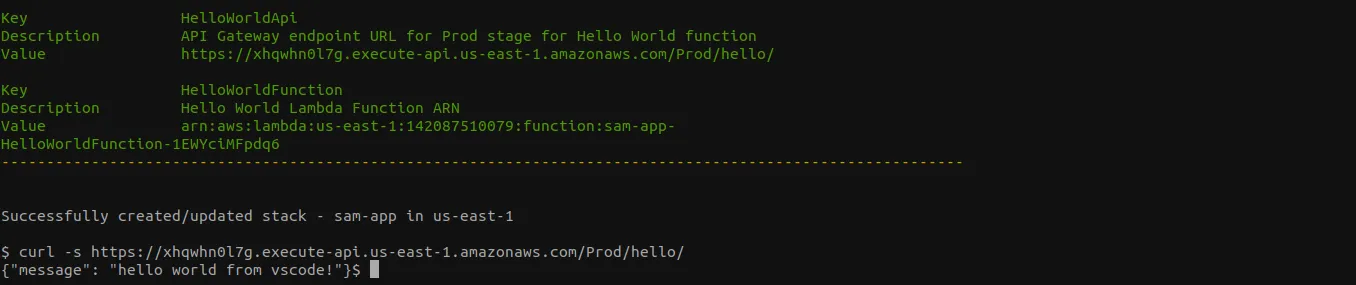 Key HelloWorldApi
Description API Gateway endpoint URL for Prod stage for Hello World function
Value https://xhqwhn0l7g.execute-api.us-east-1.amazonaws.com/Prod/hello/
Key HelloWorldFunction
Description Hello World Lambda Function ARN
Value arn:aws:lambda:us-east-1:142087510079:function:sam-app-
HelloWorldFunction-1EWYciMFpdq6
-----------------------------------------------------------------------------------------------------------
Successfully created/updated stack - sam-app in us-east-1
$ curl -s https://xhqwhn0l7g.execute-api.us-east-1.amazonaws.com/Prod/hello/
{"message": "hello world from vscode!"}$